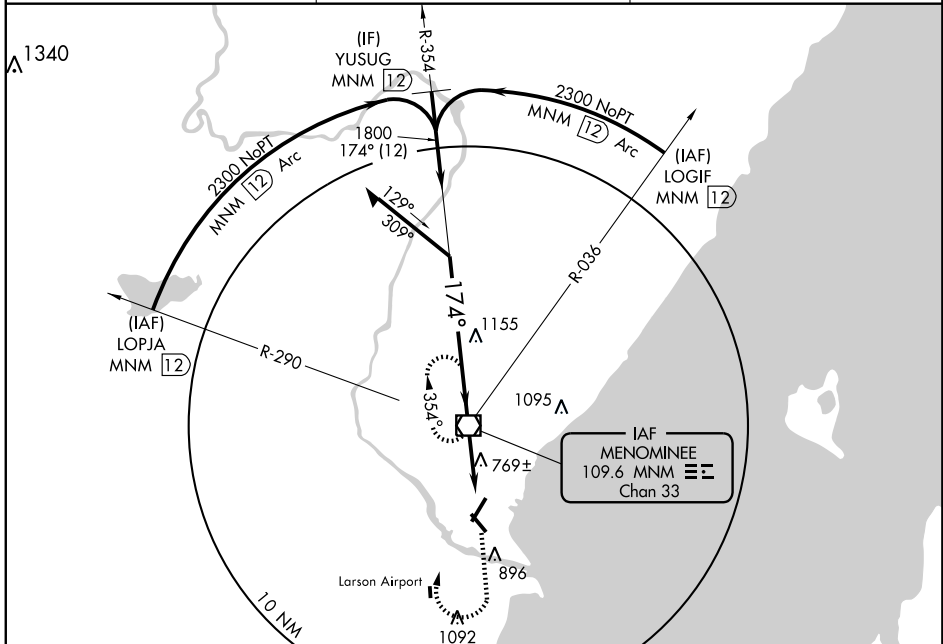 1340
(IF)
YUSUG
MNM 12
R-354
2300 NoPT
MNM 12 Arc
2300 NoPT
MNM 12 Arc
1800
174° (12)
(IAF)
LOGIF
MNM 12
129°
309°
R-036
174°
1155
(IAF)
LOPJA
MNM 12
R-290
354°
1095
IAF
MENOMINEE
109.6 MNM
Chan 33
769±
896
Larson Airport
10 NM
1092